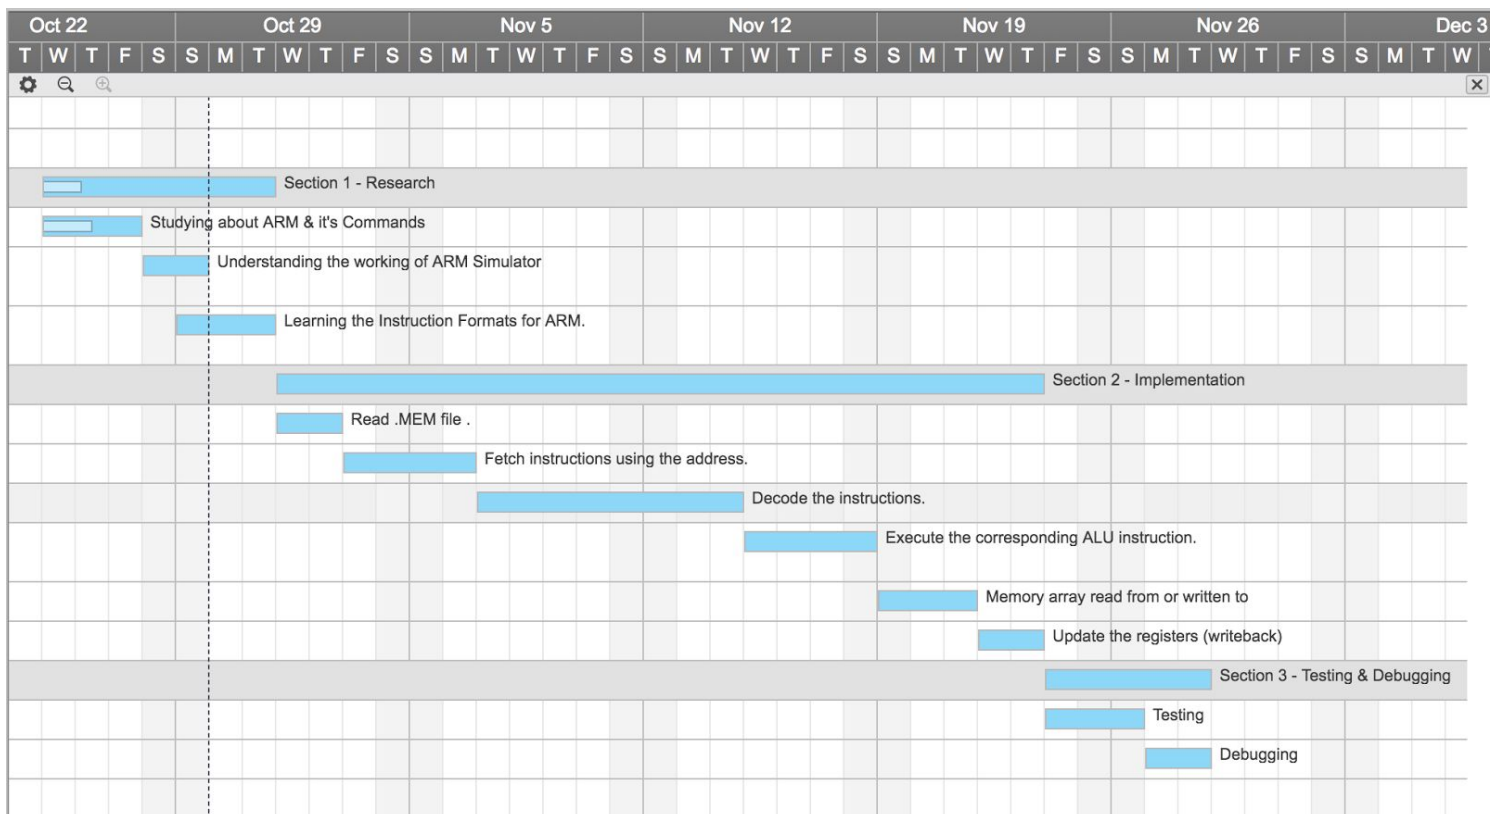 Oct 22 Oct 29 Nov 5 Nov 12 Nov 19 Nov 26 Dec 3
T W T F S S M T W T F S S M T W T F S S M T W T F S S M T W T F S S M T W T F S S M T W
Section 1 - Research
Studying about ARM & it's Commands
Understanding the working of ARM Simulator
Learning the Instruction Formats for ARM.
Section 2 - Implementation
Read .MEM file .
Fetch instructions using the address.
Decode the instructions.
Execute the corresponding ALU instruction.
Memory array read from or written to
Update the registers (writeback)
Section 3 - Testing & Debugging
Testing
Debugging